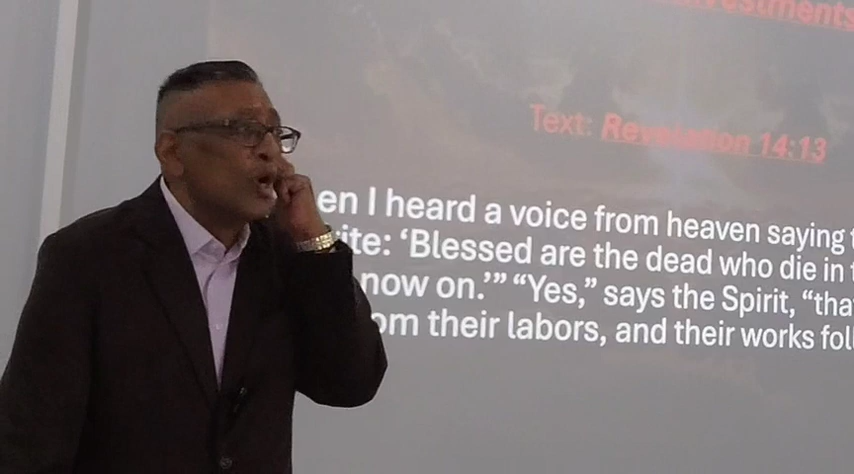 Text: Revelation 14:13
en I heard a voice from heaven saying
ite: ‘Blessed are the dead who die in
now on.’” “Yes,” says the Spirit, “tha
om their labors, and their works fol